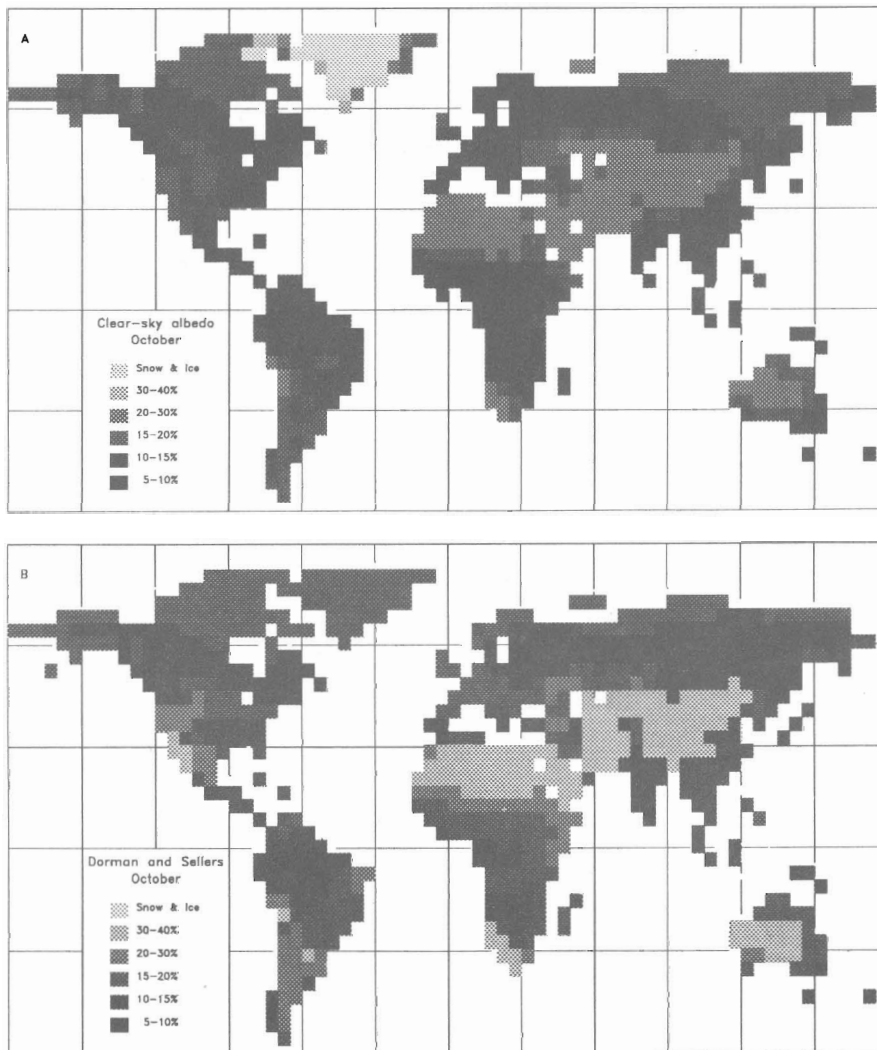 A
Clear-sky albedo
October
Snow & Ice
30-40%
20-30%
15-20%
10-15%
5-10%
B
Dorman and Sellers
October
Snow & Ice
30-40%
20-30%
15-20%
10-15%
5-10%